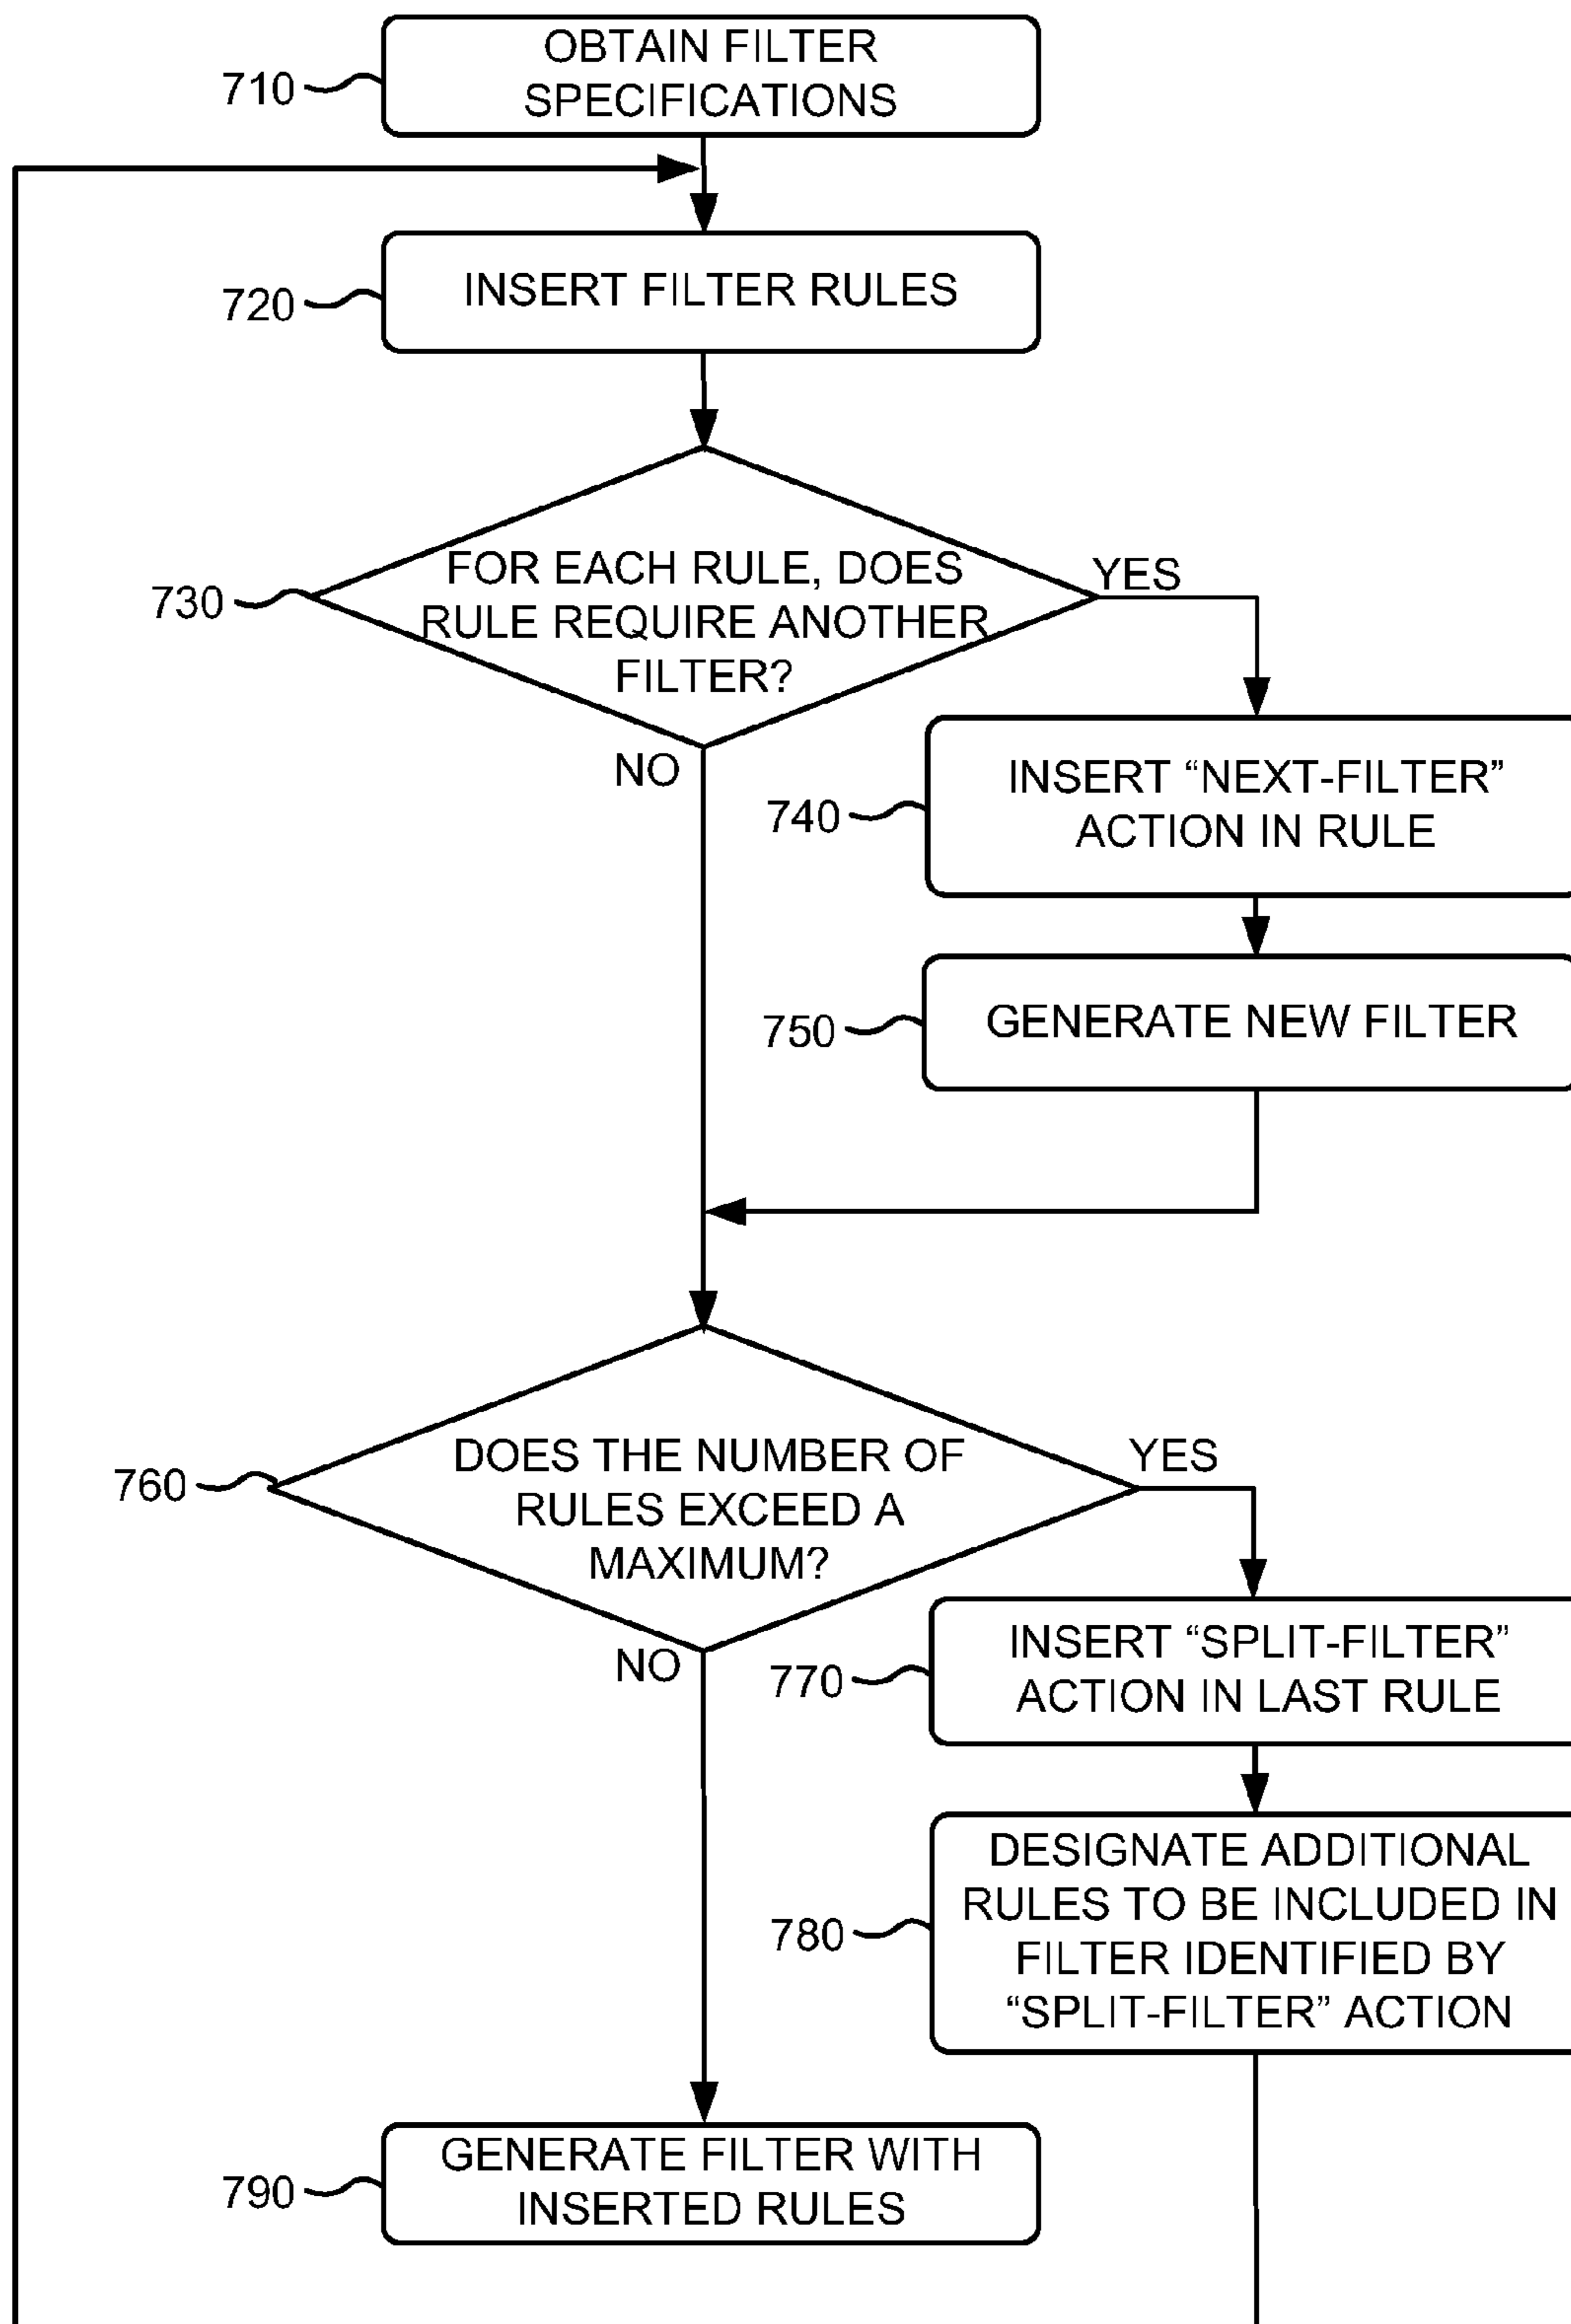 OBTAIN FILTER
SPECIFICATIONS
710
INSERT FILTER RULES
720
FOR EACH RULE, DOES
RULE REQUIRE ANOTHER
FILTER?
730
YES
NO
INSERT “NEXT-FILTER”
ACTION IN RULE
740
GENERATE NEW FILTER
750
DOES THE NUMBER OF
RULES EXCEED A
MAXIMUM?
760
YES
NO
INSERT “SPLIT-FILTER”
ACTION IN LAST RULE
770
DESIGNATE ADDITIONAL
RULES TO BE INCLUDED IN
FILTER IDENTIFIED BY
“SPLIT-FILTER” ACTION
780
GENERATE FILTER WITH
INSERTED RULES
790